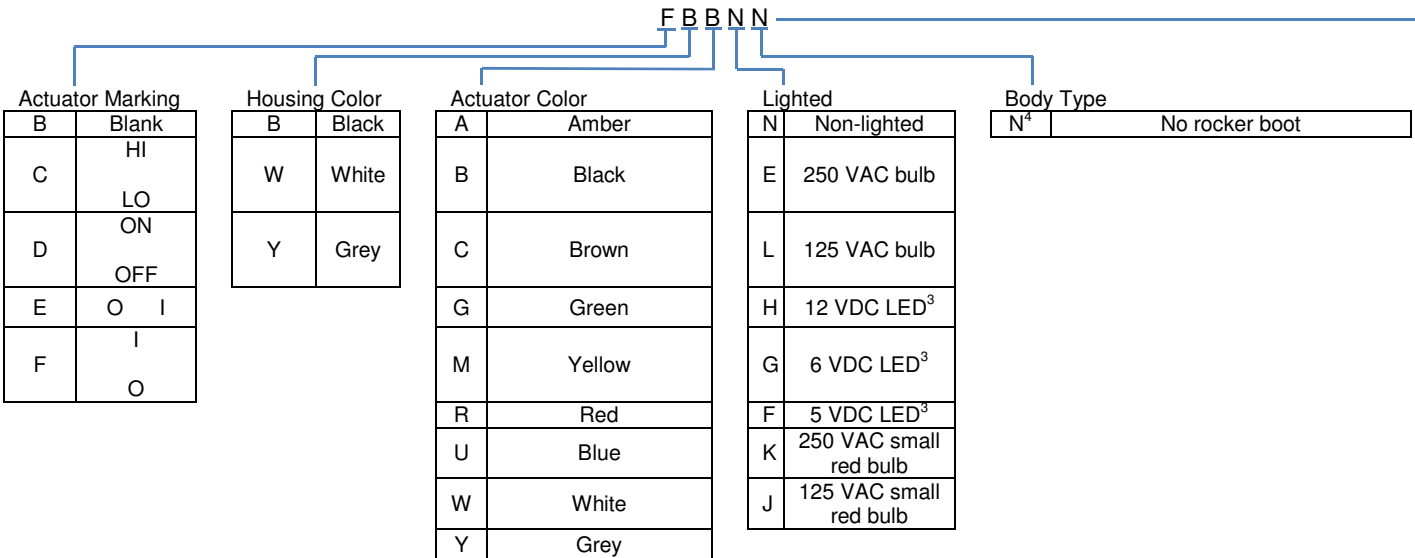 F B B N N
Actuator Marking
B Blank
C HI
LO
D ON
OFF
E O I
F I
O
Housing Color
B Black
W White
Y Grey
Actuator Color
A Amber
B Black
C Brown
G Green
M Yellow
R Red
U Blue
W White
Y Grey
Lighted
N Non-lighted
E 250 VAC bulb
L 125 VAC bulb
H 12 VDC LED³
G 6 VDC LED³
F 5 VDC LED³
K 250 VAC small
red bulb
J 125 VAC small
red bulb
Body Type
N⁴ No rocker boot